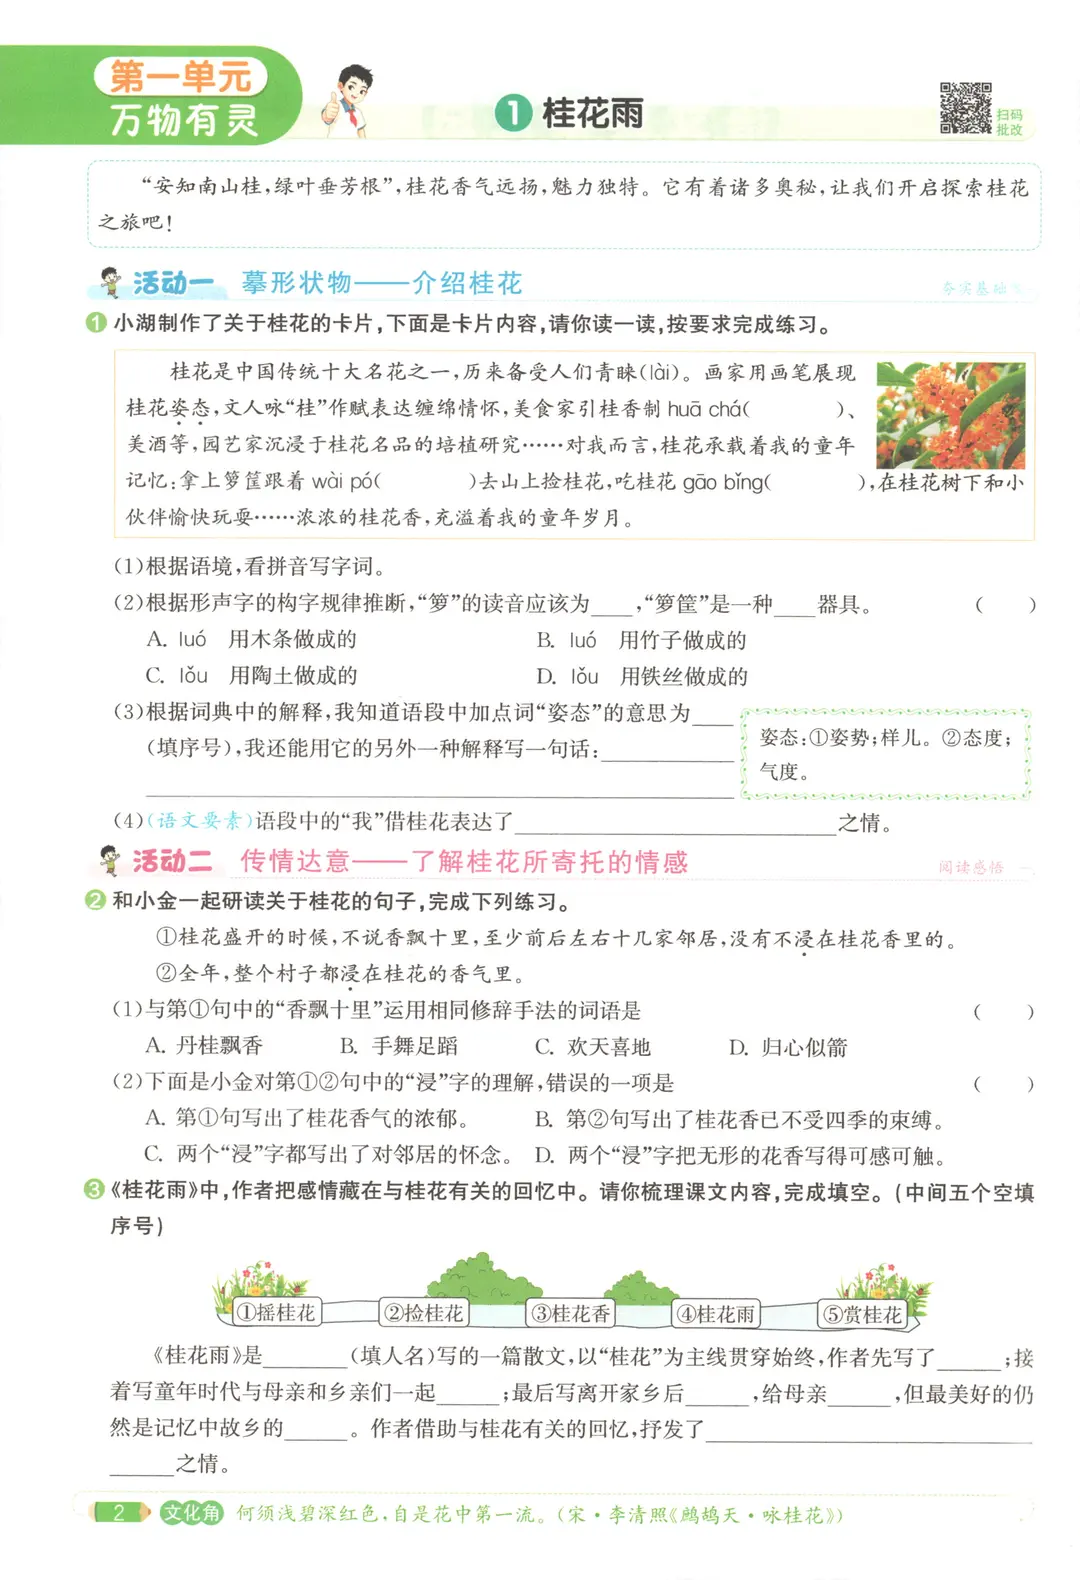 第一单元
万物有灵
1 桂花雨
扫码
批改
“安知南山桂,绿叶垂芳根”,桂花香气远扬,魅力独特。它有着诸多奥秘,让我们开启探索桂花
之旅吧!
活动一 摹形状物——介绍桂花
夯实基础
1 小湖制作了关于桂花的卡片,下面是卡片内容,请你读一读,按要求完成练习。
桂花是中国传统十大名花之一,历来备受人们青睐(lài)。画家用画笔展现
桂花姿态,文人咏“桂”作赋表达缠绵情怀,美食家引桂香制 huā chá( )、
美酒等,园艺家沉浸于桂花名品的培植研究……对我而言,桂花承载着我的童年
记忆:拿上箩筐跟着 wài pó( )去山上捡桂花,吃桂花 gāo bǐng( ),在桂花树下和小
伙伴愉快玩耍……浓浓的桂花香,充溢着我的童年岁月。
(1)根据语境,看拼音写字词。
(2)根据形声字的构字规律推断,“箩”的读音应该为____,“箩筐”是一种____器具。 ( )
A. luó 用木条做成的 B. luó 用竹子做成的
C. lǒu 用陶土做成的 D. lǒu 用铁丝做成的
(3)根据词典中的解释,我知道语段中加点词“姿态”的意思为____
(填序号),我还能用它的另外一种解释写一句话:____________
姿态:①姿势;样儿。②态度;
气度。
(4)(语文要素)语段中的“我”借桂花表达了____________________________之情。
活动二 传情达意——了解桂花所寄托的情感
阅读感悟
2 和小金一起研读关于桂花的句子,完成下列练习。
①桂花盛开的时候,不说香飘十里,至少前后左右十几家邻居,没有不浸在桂花香里的。
②全年,整个村子都浸在桂花的香气里。
(1)与第①句中的“香飘十里”运用相同修辞手法的词语是 ( )
A. 丹桂飘香 B. 手舞足蹈 C. 欢天喜地 D. 归心似箭
(2)下面是小金对第①②句中的“浸”字的理解,错误的一项是 ( )
A. 第①句写出了桂花香气的浓郁。 B. 第②句写出了桂花香已不受四季的束缚。
C. 两个“浸”字都写出了对邻居的怀念。 D. 两个“浸”字把无形的花香写得可感可触。
3 《桂花雨》中,作者把感情藏在与桂花有关的回忆中。请你梳理课文内容,完成填空。(中间五个空填
序号)
①摇桂花 ②捡桂花 ③桂花香 ④桂花雨 ⑤赏桂花
《桂花雨》是________(填人名)写的一篇散文,以“桂花”为主线贯穿始终,作者先写了______;接
着写童年时代与母亲和乡亲们一起______;最后写离开家乡后______,给母亲______,但最美好的仍
然是记忆中故乡的______。作者借助与桂花有关的回忆,抒发了______________________________
______之情。
2 文化角 何须浅碧深红色,自是花中第一流。(宋·李清照《鹧鸪天·咏桂花》)